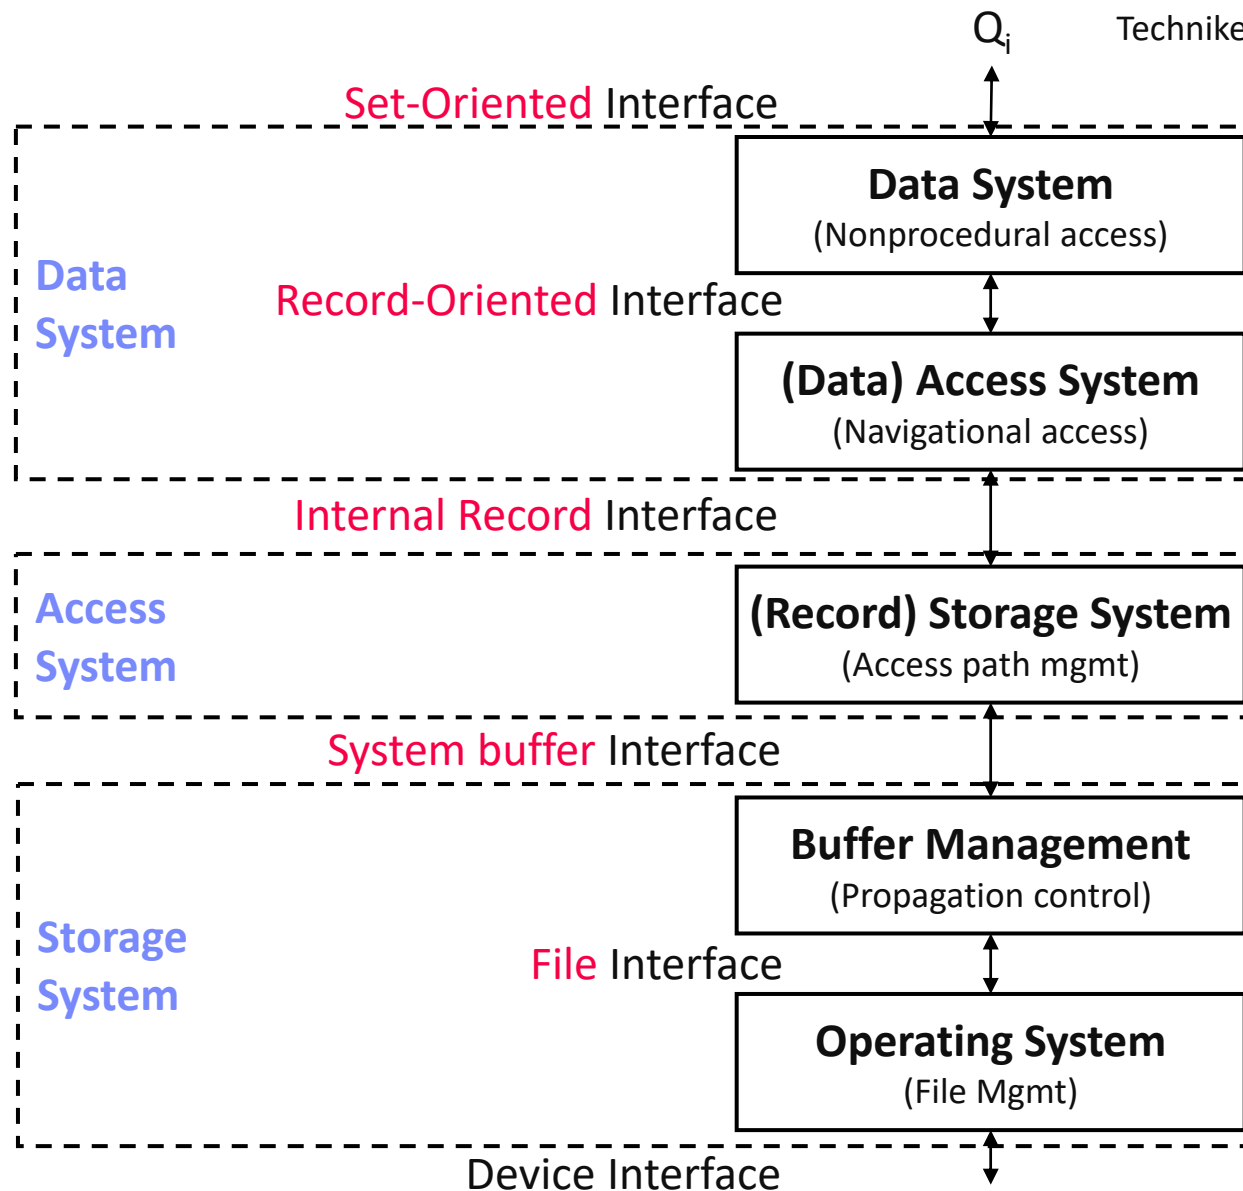 Q_i
Technike
Set-Oriented Interface
Data System
(Nonprocedural access)
Data
System
Record-Oriented Interface
(Data) Access System
(Navigational access)
Internal Record Interface
Access
System
(Record) Storage System
(Access path mgmt)
System buffer Interface
Buffer Management
(Propagation control)
Storage
System
File Interface
Operating System
(File Mgmt)
Device Interface